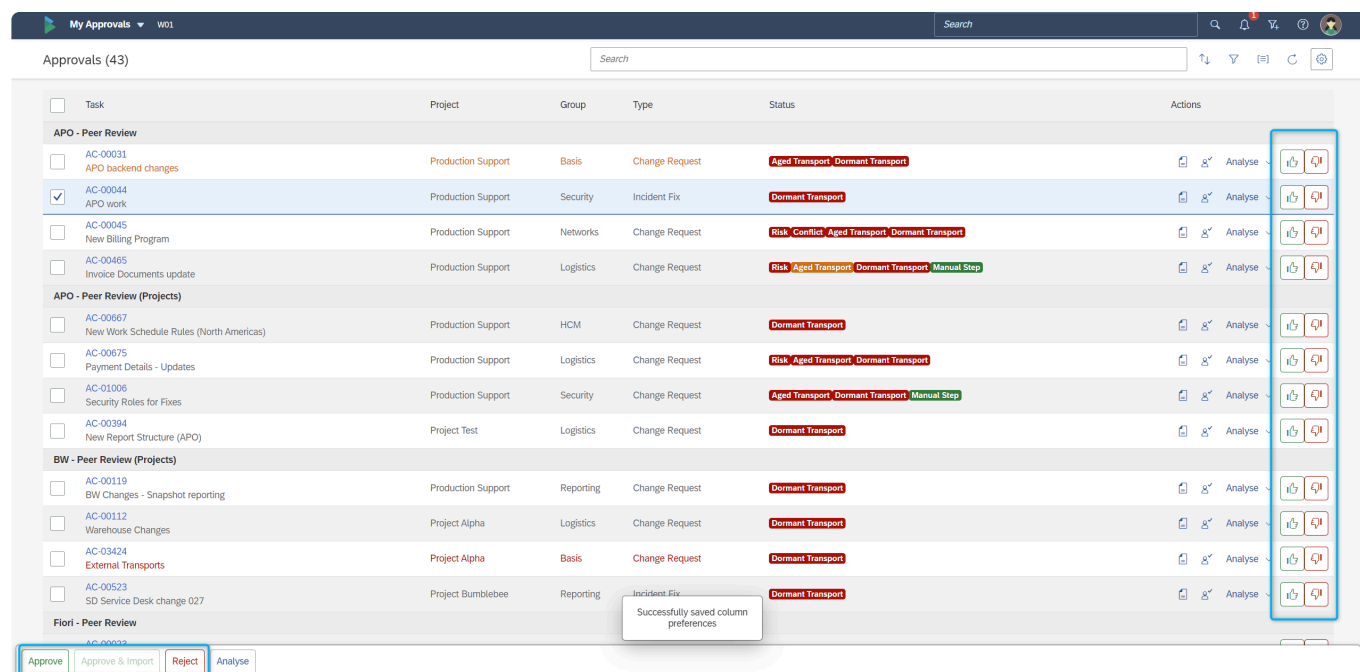 My Approvals W01 Search 1
Approvals (43) Search
Task Project Group Type Status Actions
APO - Peer Review
AC-00031
APO backend changes Production Support Basis Change Request Aged Transport Dormant Transport Analyse
AC-00044
APO work Production Support Security Incident Fix Dormant Transport Analyse
AC-00045
New Billing Program Production Support Networks Change Request Risk Conflict Aged Transport Dormant Transport Analyse
AC-00465
Invoice Documents update Production Support Logistics Change Request Risk Aged Transport Dormant Transport Manual Step Analyse
APO - Peer Review (Projects)
AC-00667
New Work Schedule Rules (North Americas) Production Support HCM Change Request Dormant Transport Analyse
AC-00675
Payment Details - Updates Production Support Logistics Change Request Risk Aged Transport Dormant Transport Analyse
AC-01006
Security Roles for Fixes Production Support Security Change Request Aged Transport Dormant Transport Manual Step Analyse
AC-00394
New Report Structure (APO) Project Test Logistics Change Request Dormant Transport Analyse
BW - Peer Review (Projects)
AC-00119
BW Changes - Snapshot reporting Production Support Reporting Change Request Dormant Transport Analyse
AC-00112
Warehouse Changes Project Alpha Logistics Change Request Dormant Transport Analyse
AC-03424
External Transports Project Alpha Basis Change Request Dormant Transport Analyse
AC-00523
SD Service Desk change 027 Project Bumblebee Reporting Incident Fix Dormant Transport Analyse
Successfully saved column
preferences
Fiori - Peer Review
Approve Approve & Import Reject Analyse